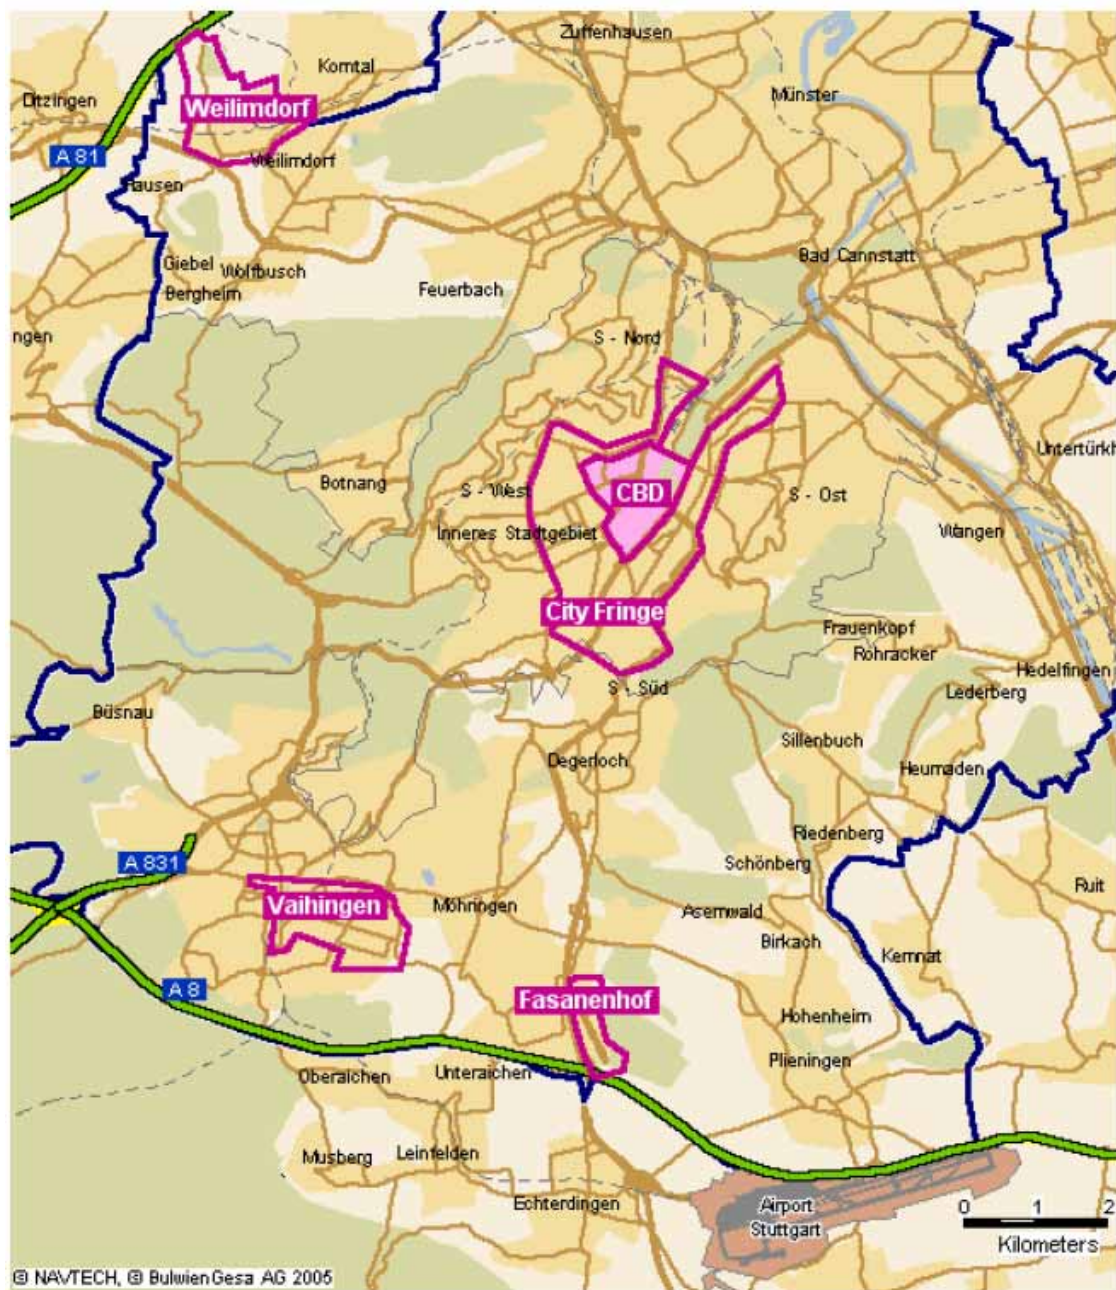 Zuffenhausen
Korntal
Ditzingen
Münster
Weilimdorf
A 81
Weilimdorf
Hausen
Bad Cannstatt
Giebel
Wolfbusch
Bergheim
Feuerbach
ngen
S - Nord
Untertürkh
Botnang
S - West
CBD
S - Ost
Inneres Stadtgebiet
Wangen
City Fringe
Frauenkopf
Rohracker
Hedelfingen
S - Süd
Lederberg
Büsnau
Sillenbuch
Degerloch
Heumaden
Riedenberg
A 831
Schönberg
Ruit
Vaihingen
Möhringen
Asemwald
Birkach
Kemnat
A 8
Fasanenhof
Hohenheim
Plieningen
Oberaichen
Unteraichen
Musberg
Leinfelden
Echterdingen
Airport
Stuttgart
0 1 2
Kilometers
© NAVTECH, © BulwienGesa AG 2005